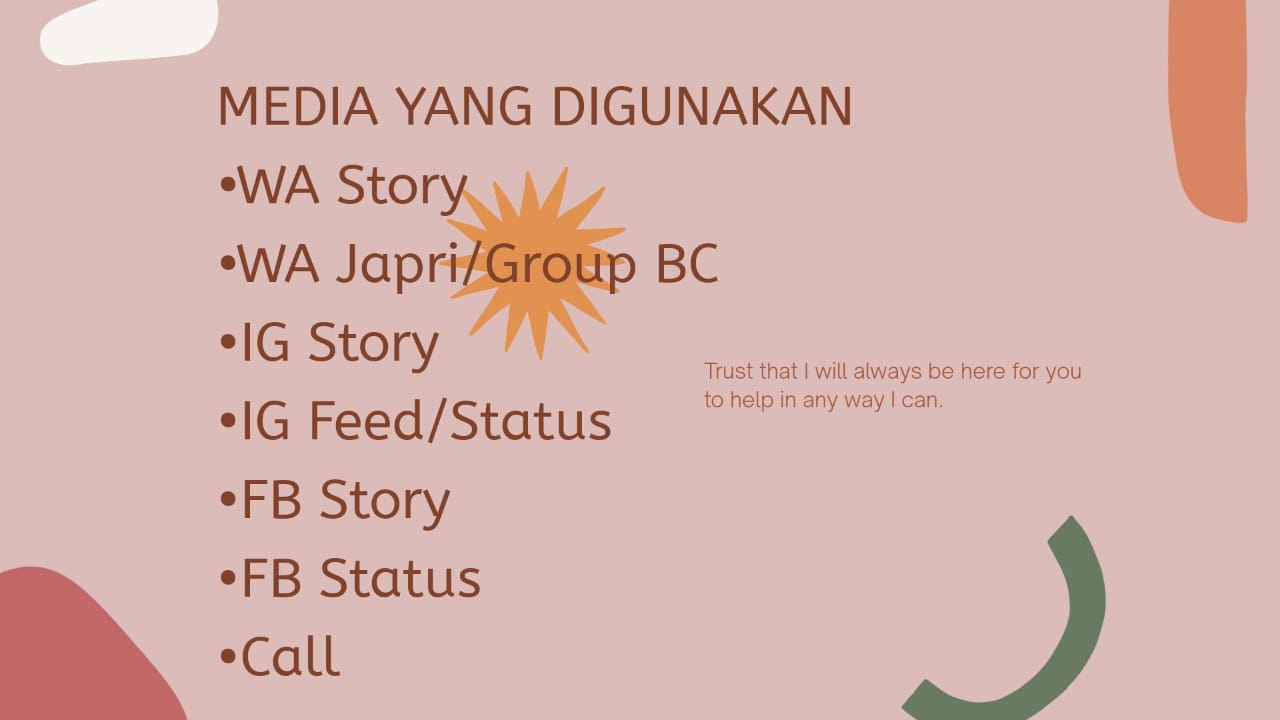 MEDIA YANG DIGUNAKAN
•WA Story
•WA Japri/Group BC
•IG Story
•IG Feed/Status
•FB Story
•FB Status
•Call
Trust that I will always be here for you
to help in any way I can.